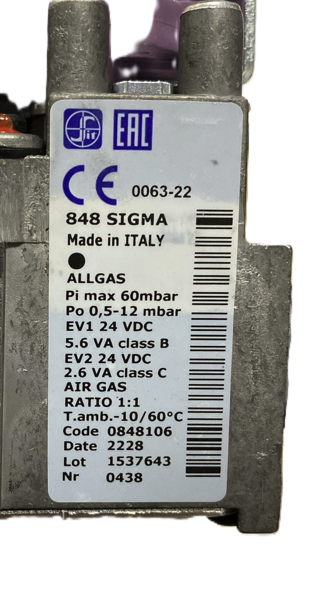 Sit
EAC
CE 0063-22
848 SIGMA
Made in ITALY
ALLGAS
Pi max 60mbar
Po 0,5-12 mbar
EV1 24 VDC
5.6 VA class B
EV2 24 VDC
2.6 VA class C
AIR GAS
RATIO 1:1
T.amb.-10/60°C
Code 0848106
Date 2228
Lot 1537643
Nr 0438